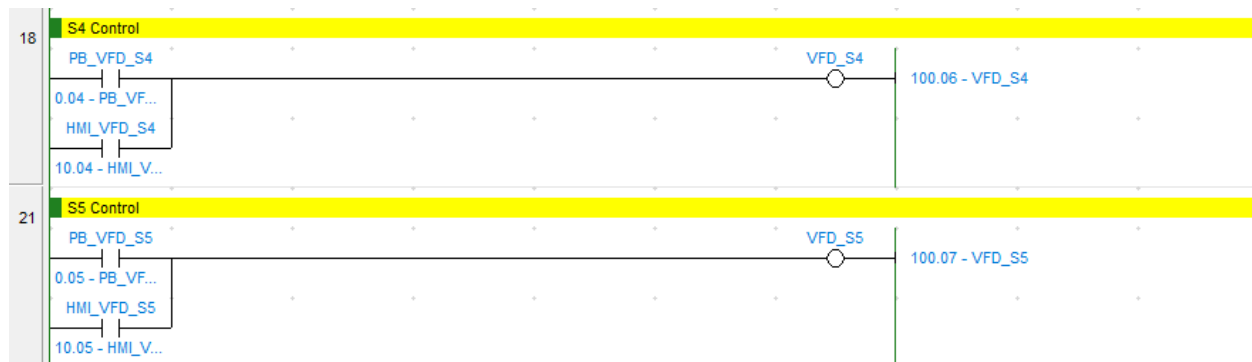 18
S4 Control
PB_VFD_S4
VFD_S4
100.06 - VFD_S4
0.04 - PB_VF...
HMI_VFD_S4
10.04 - HMI_V...
21
S5 Control
PB_VFD_S5
VFD_S5
100.07 - VFD_S5
0.05 - PB_VF...
HMI_VFD_S5
10.05 - HMI_V...